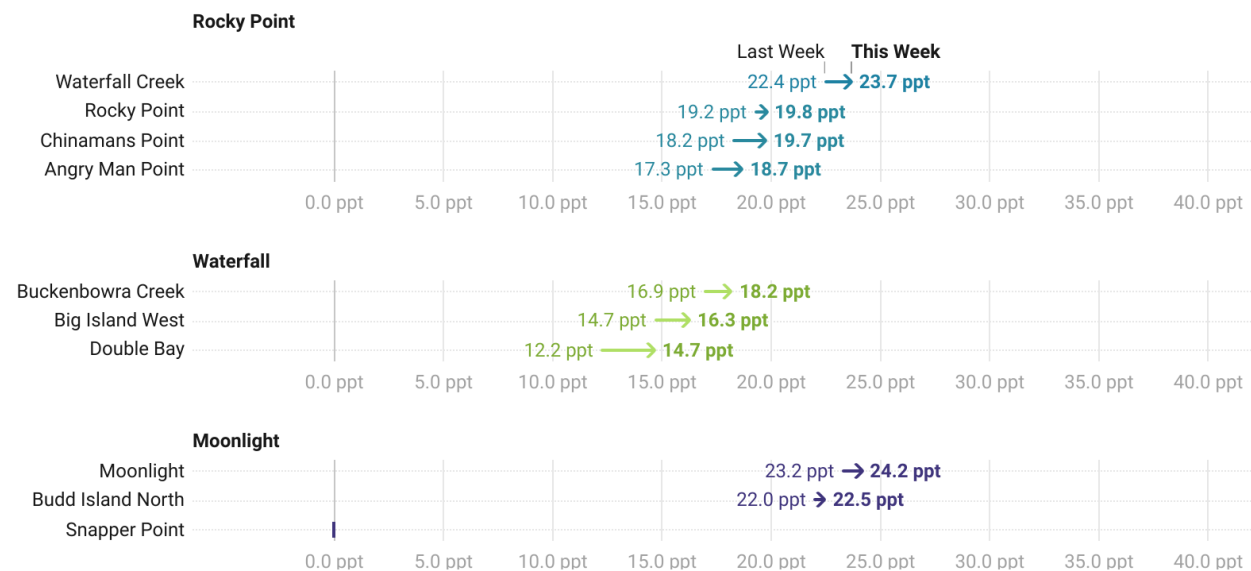 Rocky Point
Last Week This Week
Waterfall Creek 22.4 ppt 23.7 ppt
Rocky Point 19.2 ppt 19.8 ppt
Chinamans Point 18.2 ppt 19.7 ppt
Angry Man Point 17.3 ppt 18.7 ppt
0.0 ppt 5.0 ppt 10.0 ppt 15.0 ppt 20.0 ppt 25.0 ppt 30.0 ppt 35.0 ppt 40.0 ppt
Waterfall
Buckenbowra Creek 16.9 ppt 18.2 ppt
Big Island West 14.7 ppt 16.3 ppt
Double Bay 12.2 ppt 14.7 ppt
0.0 ppt 5.0 ppt 10.0 ppt 15.0 ppt 20.0 ppt 25.0 ppt 30.0 ppt 35.0 ppt 40.0 ppt
Moonlight
Moonlight 23.2 ppt 24.2 ppt
Budd Island North 22.0 ppt 22.5 ppt
Snapper Point
0.0 ppt 5.0 ppt 10.0 ppt 15.0 ppt 20.0 ppt 25.0 ppt 30.0 ppt 35.0 ppt 40.0 ppt